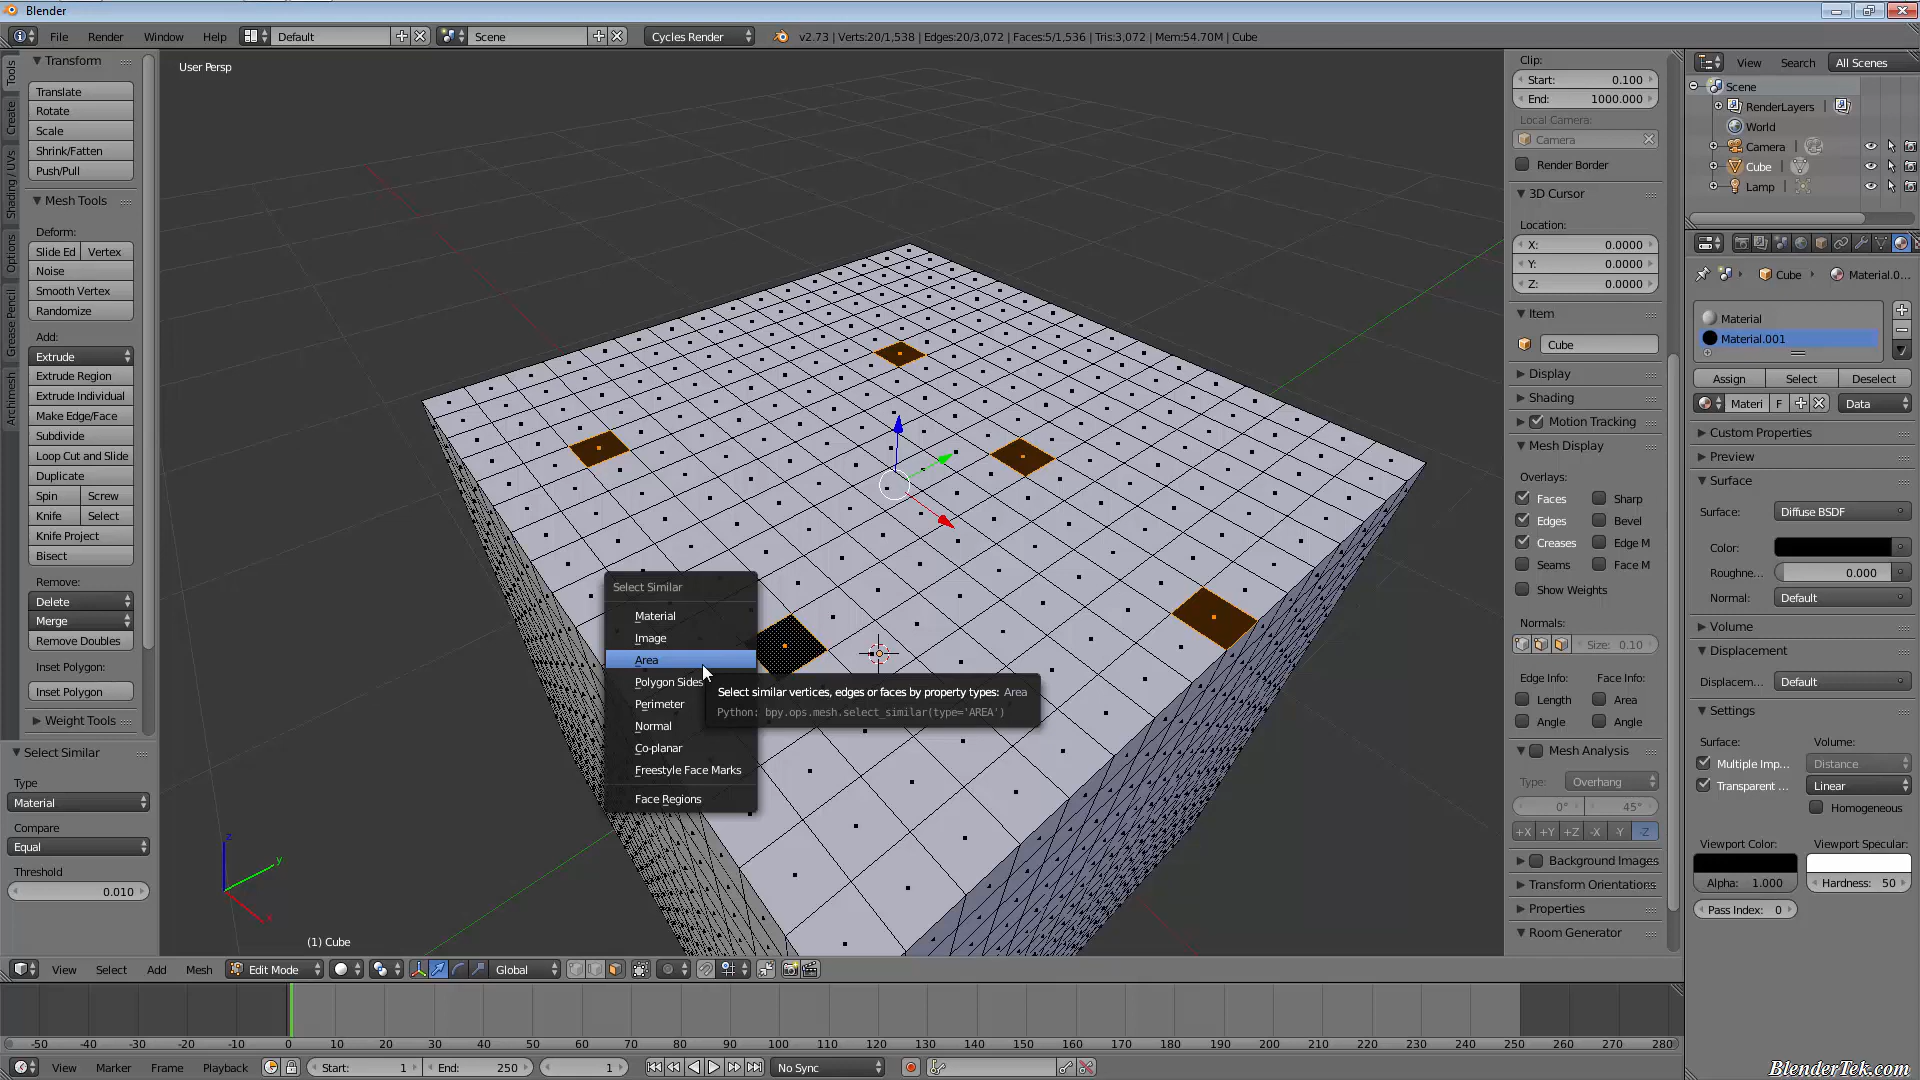 Blender
File Render Window Help Default Scene Cycles Render v2.73 | Verts:20/1,538 | Edges:20/3,072 | Faces:5/1,536 | Tris:3,072 | Mem:54.70M | Cube
Tools
Create
Shading / UVs
Options
Grease Pencil
Archimesh
Transform
Translate
Rotate
Scale
Shrink/Fatten
Push/Pull
Mesh Tools
Deform:
Slide Ed Vertex
Noise
Smooth Vertex
Randomize
Add:
Extrude
Extrude Region
Extrude Individual
Make Edge/Face
Subdivide
Loop Cut and Slide
Duplicate
Spin Screw
Knife Select
Knife Project
Bisect
Remove:
Delete
Merge
Remove Doubles
Inset Polygon:
Inset Polygon
Weight Tools
Select Similar
Type
Material
Compare
Equal
Threshold
0.010
User Persp
Select Similar
Material
Image
Area
Polygon Sides
Perimeter
Normal
Co-planar
Freestyle Face Marks
Face Regions
Select similar vertices, edges or faces by property types: Area
Python: bpy.ops.mesh.select_similar(type='AREA')
z
y
x
(1) Cube
View Select Add Mesh Edit Mode Global
Clip:
Start: 0.100
End: 1000.000
Local Camera:
Camera
Render Border
3D Cursor
Location:
X: 0.0000
Y: 0.0000
Z: 0.0000
Item
Cube
Display
Shading
Motion Tracking
Mesh Display
Overlays:
Faces Sharp
Edges Bevel
Creases Edge M
Seams Face M
Show Weights
Normals:
Size: 0.10
Edge Info: Face Info:
Length Area
Angle Angle
Mesh Analysis
Type: Overhang
0° 45°
+X +Y +Z -X -Y -Z
Background Images
Transform Orientations
Properties
Room Generator
View Search All Scenes
Scene
RenderLayers
World
Camera
Cube
Lamp
Cube Material.0...
Material
Material.001
Assign Select Deselect
Materi F Data
Custom Properties
Preview
Surface
Surface: Diffuse BSDF
Color:
Roughne... 0.000
Normal: Default
Volume
Displacement
Displacem... Default
Settings
Surface: Volume:
Multiple Imp... Distance
Transparent ... Linear
Homogeneous
Viewport Color: Viewport Specular:
Alpha: 1.000 Hardness: 50
Pass Index: 0
-50 -40 -30 -20 -10 0 10 20 30 40 50 60 70 80 90 100 110 120 130 140 150 160 170 180 190 200 210 220 230 240 250 260 270 280
View Marker Frame Playback Start: 1 End: 250 1 No Sync
BlenderTek.com